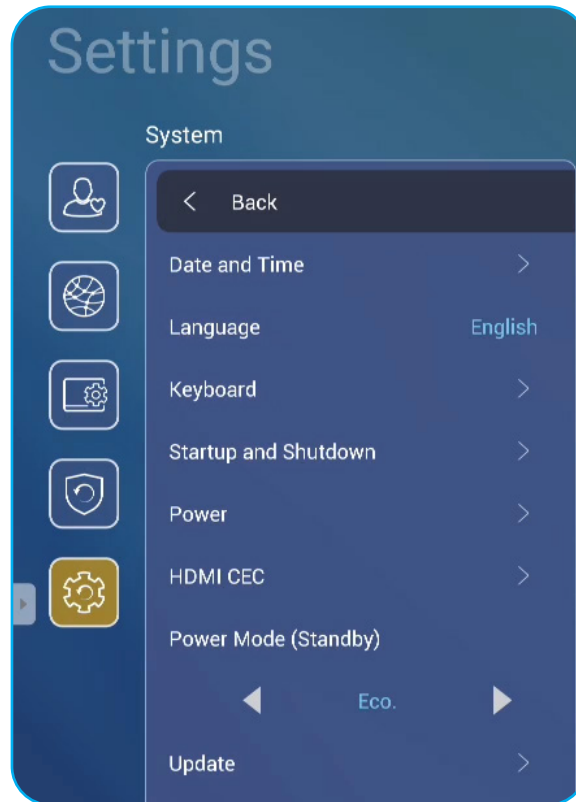 Settings
System
Back
Date and Time
Language English
Keyboard
Startup and Shutdown
Power
HDMI CEC
Power Mode (Standby)
Eco.
Update